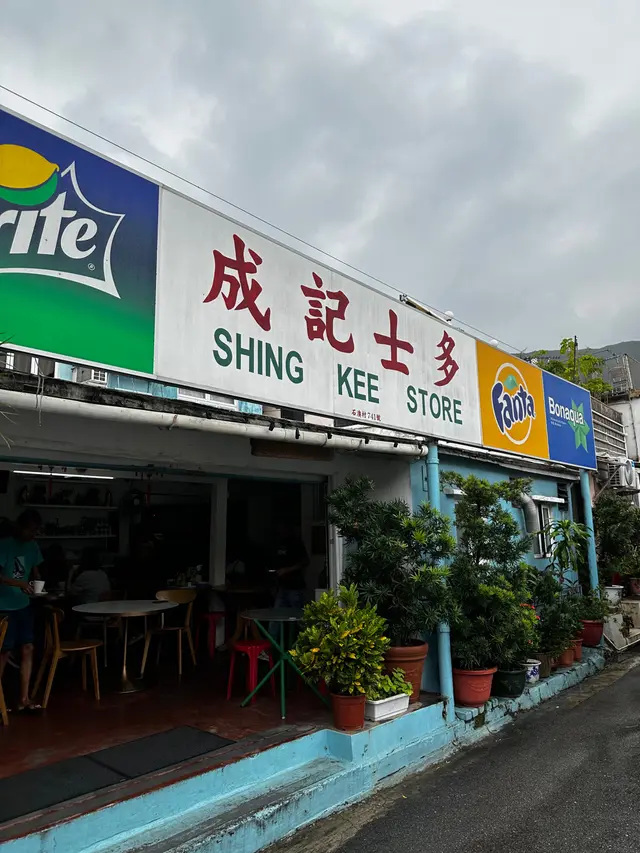 rite
成記士多
SHING KEE STORE
Fanta
Bonaqua